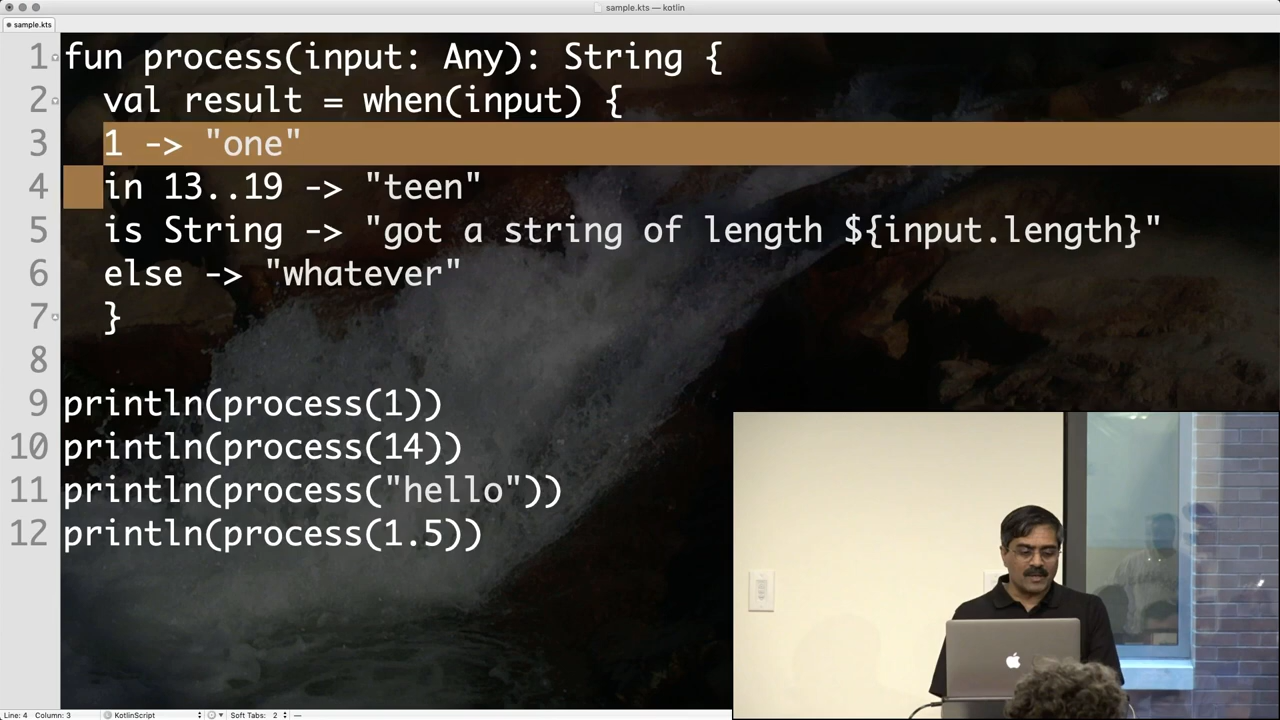 sample.kts — kotlin
sample.kts
1 fun process(input: Any): String {
2 val result = when(input) {
3 1 -> "one"
4 in 13..19 -> "teen"
5 is String -> "got a string of length ${input.length}"
6 else -> "whatever"
7 }
8
9 println(process(1))
10 println(process(14))
11 println(process("hello"))
12 println(process(1.5))
Line: 4 Column: 3 KotlinScript Soft Tabs: 2 —